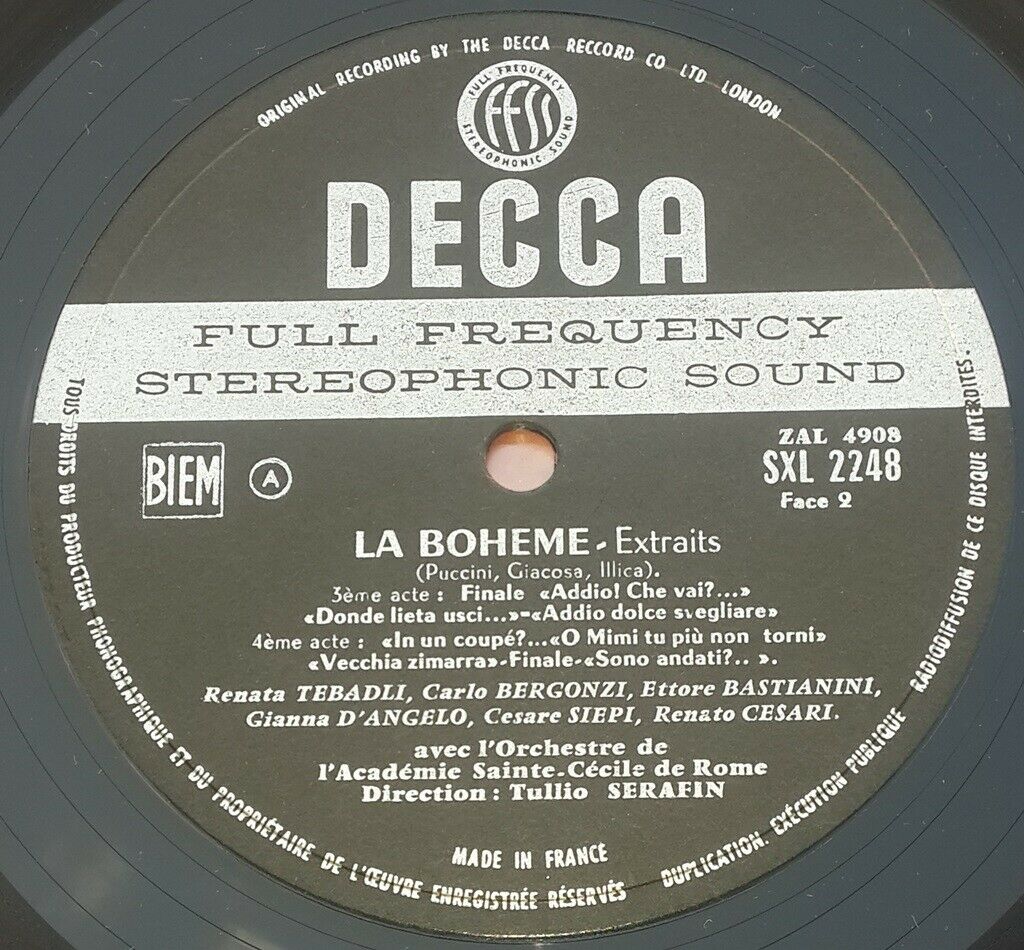 ORIGINAL RECORDING BY THE DECCA RECCORD CO LTD LONDON
FULL FREQUENCY
FFSS
STEREOPHONIC SOUND
DECCA
FULL FREQUENCY
STEREOPHONIC SOUND
BIEM
A
ZAL 4908
SXL 2248
Face 2
LA BOHEME - Extraits
(Puccini, Giacosa, Illica).
3ème acte : Finale «Addio! Che vai?...»
«Donde lieta usci...»-«Addio dolce svegliare»
4ème acte : «In un coupé?...«O Mimi tu più non torni»
«Vecchia zimarra»-Finale-«Sono andati?.. ».
Renata TEBADLI, Carlo BERGONZI, Ettore BASTIANINI,
Gianna D'ANGELO, Cesare SIEPI, Renato CESARI.
avec l'Orchestre de
l'Académie Sainte-Cécile de Rome
Direction : Tullio SERAFIN
MADE IN FRANCE
TOUS DROITS DU PRODUCTEUR PHONOGRAPHIQUE ET DU PROPRIÉTAIRE DE L'ŒUVRE ENREGISTRÉE RÉSERVÉS
DUPLICATION. EXÉCUTION PUBLIQUE RADIODIFFUSION DE CE DISQUE INTERDITES.